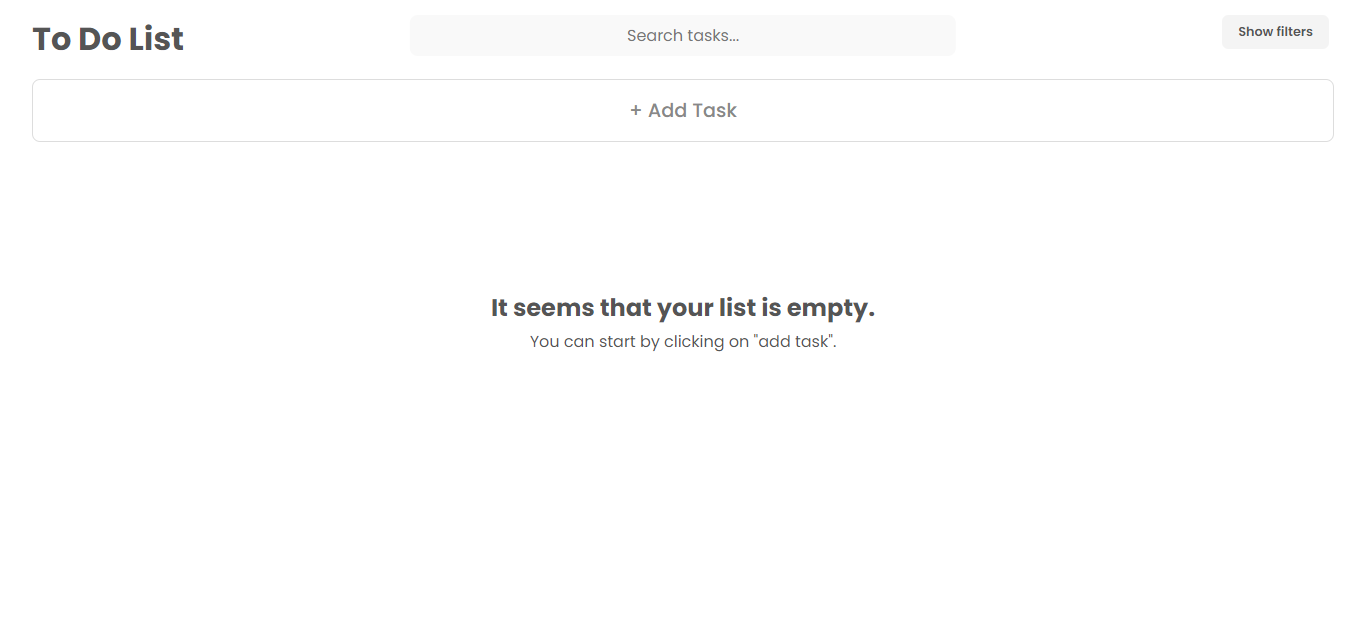 To Do List
Search tasks...
Show filters
+ Add Task
It seems that your list is empty.
You can start by clicking on "add task".